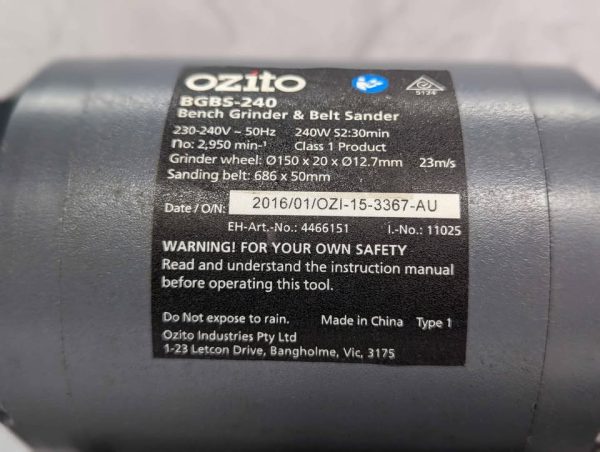 ozito
S124
BGBS-240
Bench Grinder & Belt Sander
230-240V ~ 50Hz 240W S2:30min
no: 2,950 min⁻¹ Class 1 Product
Grinder wheel: Ø150 x 20 x Ø12.7mm 23m/s
Sanding belt: 686 x 50mm
Date / O/N: 2016/01/OZI-15-3367-AU
EH-Art.-No.: 4466151 I.-No.: 11025
WARNING! FOR YOUR OWN SAFETY
Read and understand the instruction manual
before operating this tool.
Do not expose to rain. Made in China Type 1
Ozito Industries Pty Ltd
1-23 Letcon Drive, Bangholme, Vic, 3175